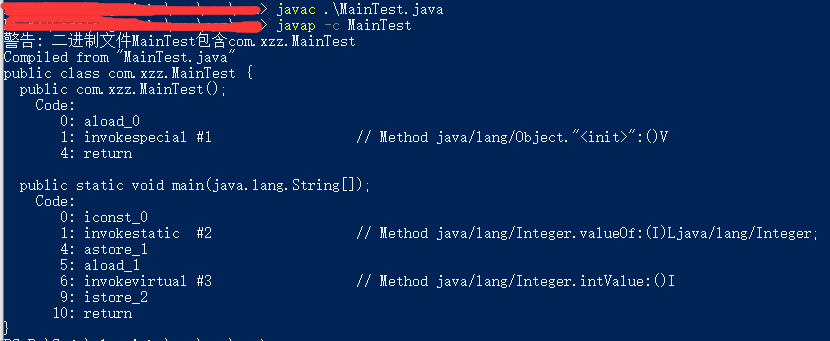 > javac .\MainTest.java
> javap -c MainTest
警告: 二进制文件MainTest包含com.xzz.MainTest
Compiled from "MainTest.java"
public class com.xzz.MainTest {
  public com.xzz.MainTest();
    Code:
       0: aload_0
       1: invokespecial #1                  // Method java/lang/Object."<init>":()V
       4: return

  public static void main(java.lang.String[]);
    Code:
       0: iconst_0
       1: invokestatic  #2                  // Method java/lang/Integer.valueOf:(I)Ljava/lang/Integer;
       4: astore_1
       5: aload_1
       6: invokevirtual #3                  // Method java/lang/Integer.intValue:()I
       9: istore_2
      10: return
}